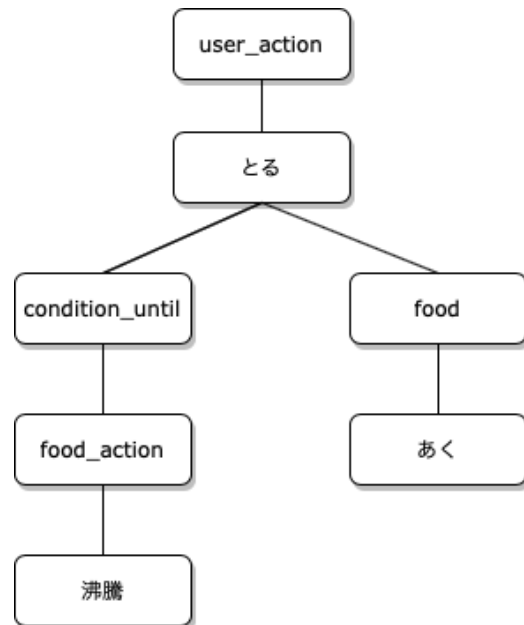 user_action
とる
condition_until
food
food_action
あく
沸騰